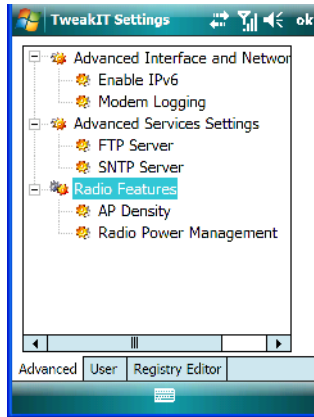 TweakIT Settings ok
Advanced Interface and Networ
Enable IPv6
Modem Logging
Advanced Services Settings
FTP Server
SNTP Server
Radio Features
AP Density
Radio Power Management
Advanced User Registry Editor